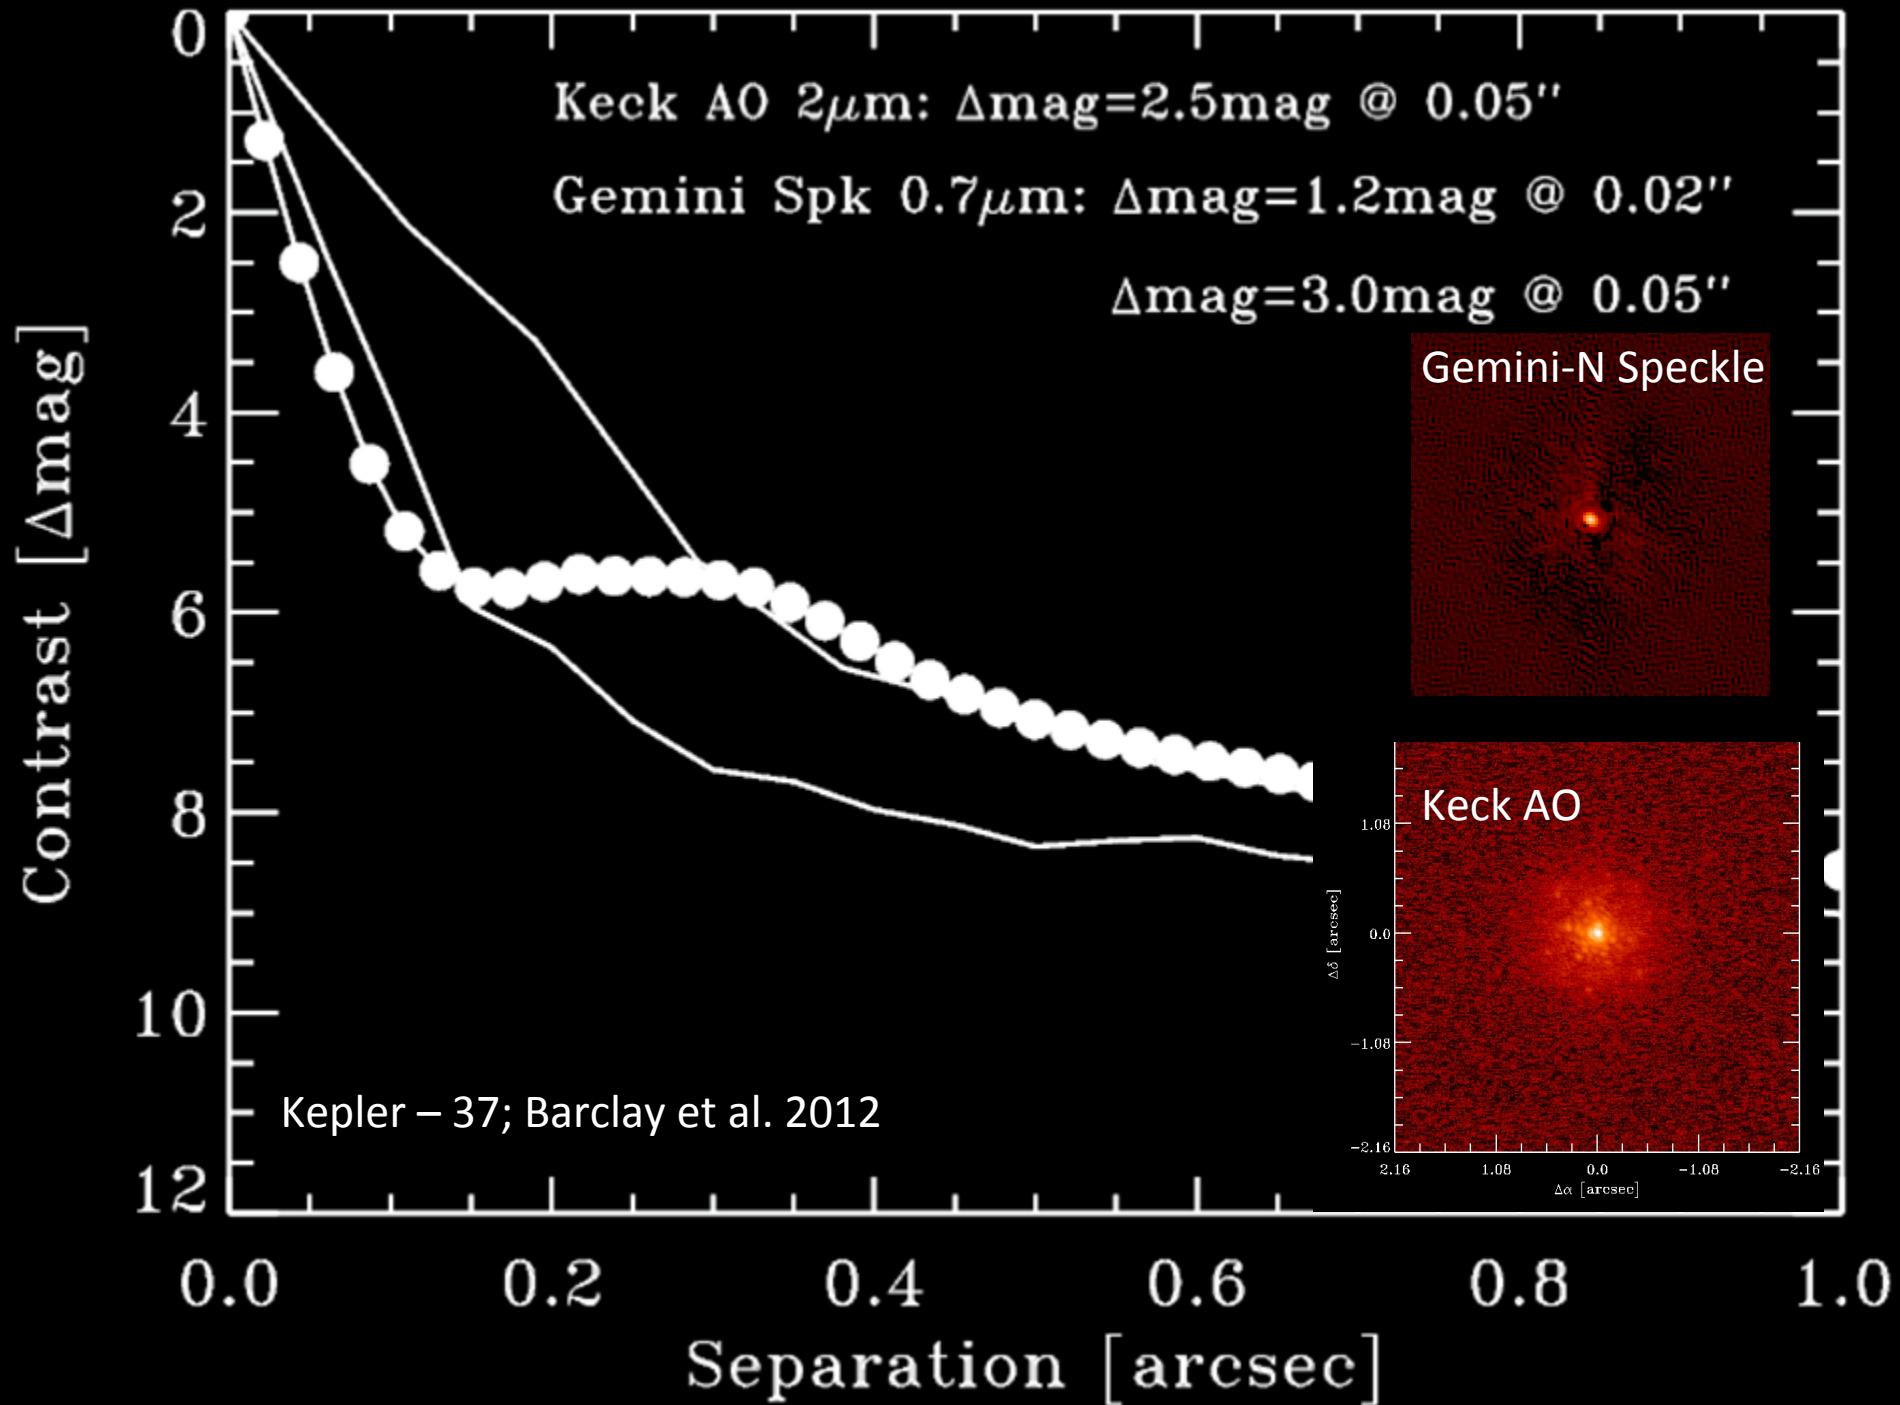 Keck AO 2μm: Δmag=2.5mag @ 0.05"
Gemini Spk 0.7μm: Δmag=1.2mag @ 0.02"
Δmag=3.0mag @ 0.05"
Contrast [Δmag]
0
2
4
6
8
10
12
Gemini-N Speckle
Keck AO
Δδ [arcsec]
1.08
0.0
−1.08
−2.16
2.16 1.08 0.0 −1.08 −2.16
Δα [arcsec]
Kepler – 37; Barclay et al. 2012
0.0 0.2 0.4 0.6 0.8 1.0
Separation [arcsec]